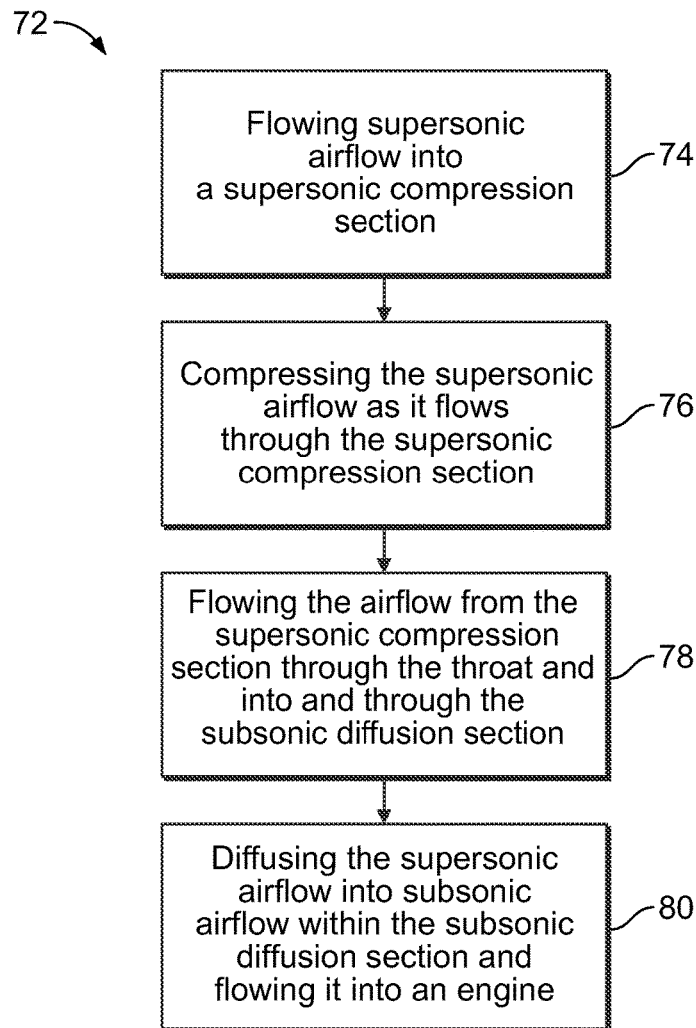 72
Flowing supersonic
airflow into
a supersonic compression
section
74
Compressing the supersonic
airflow as it flows
through the supersonic
compression section
76
Flowing the airflow from the
supersonic compression
section through the throat and
into and through the
subsonic diffusion section
78
Diffusing the supersonic
airflow into subsonic
airflow within the subsonic
diffusion section and
flowing it into an engine
80